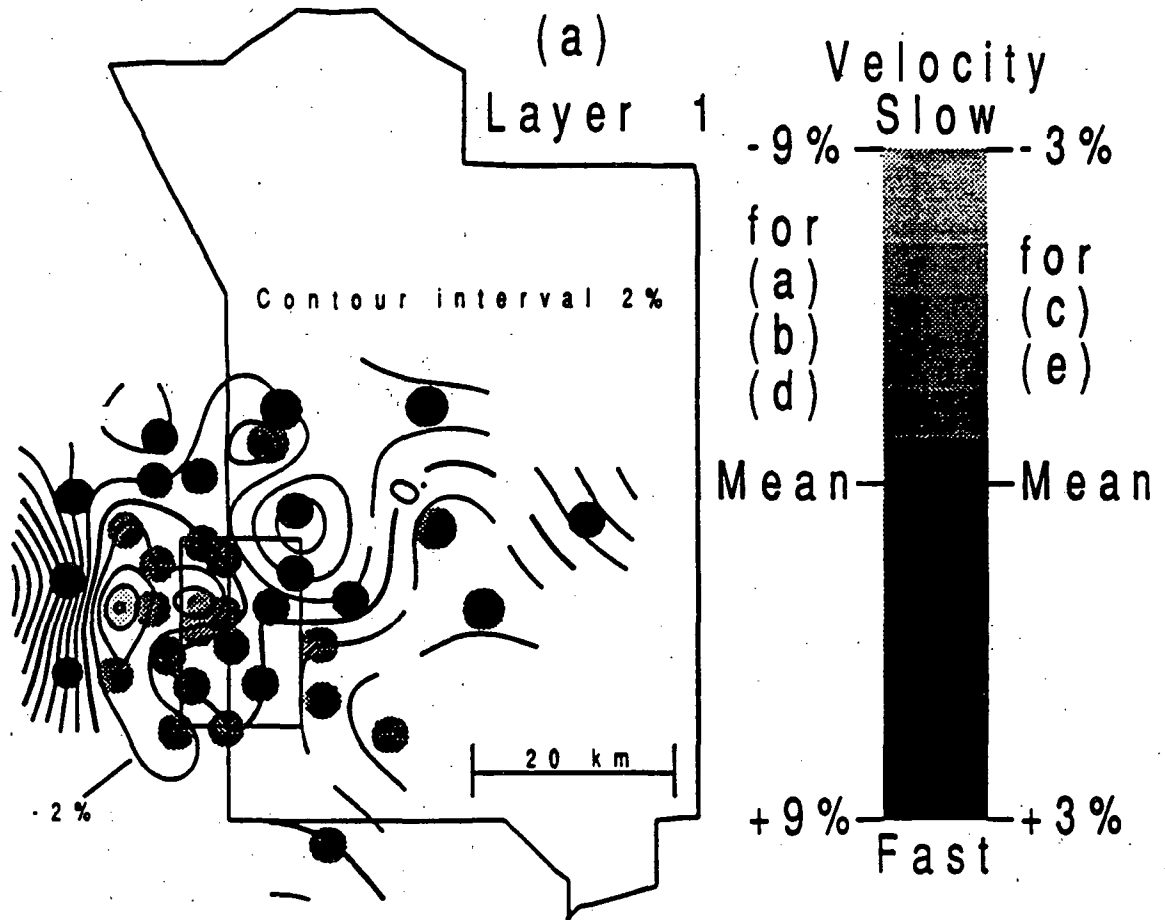 (a)
Layer 1
Velocity
Slow
-9%
-3%
for
(a)
(b)
(d)
for
(c)
(e)
Contour interval 2%
0.
Mean
Mean
20 km
-2%
+9%
+3%
Fast